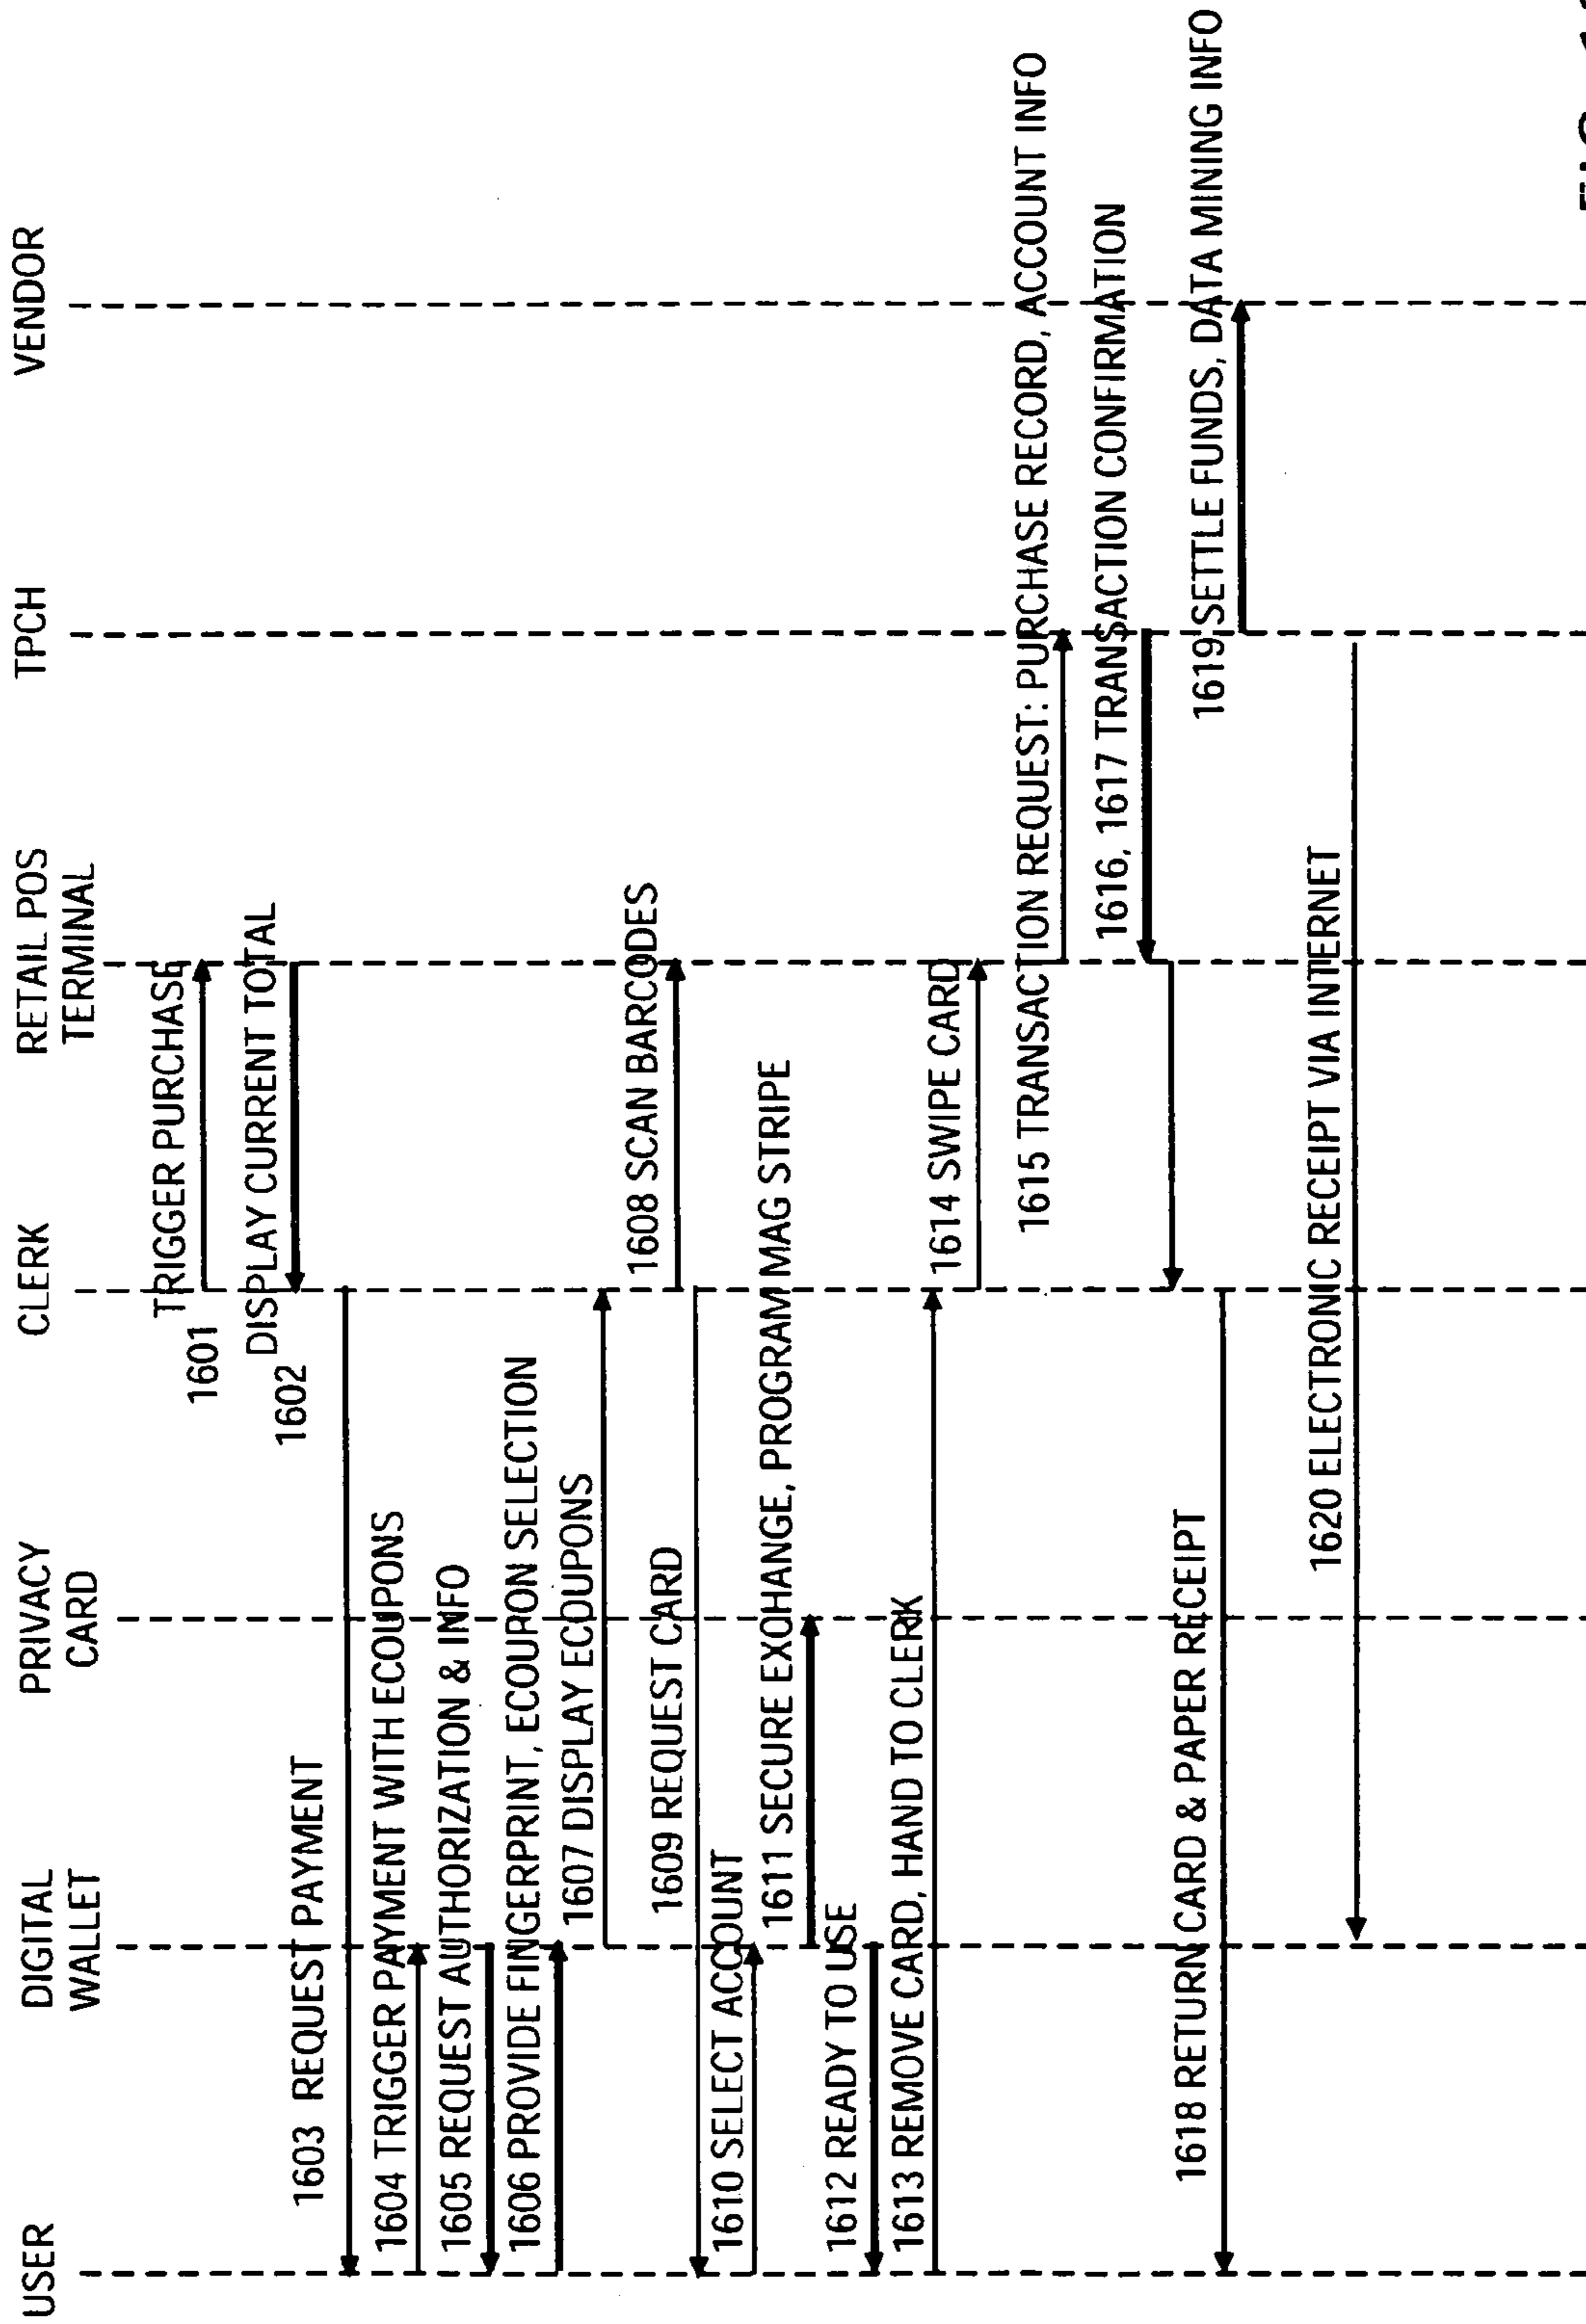 USER
DIGITAL
WALLET
PRIVACY
CARD
CLERK
RETAIL POS
TERMINAL
TPCH
VENDOR
TRIGGER PURCHASE
1601
DISPLAY CURRENT TOTAL
1602
1603 REQUEST PAYMENT
1604 TRIGGER PAYMENT WITH ECOUPONS
1605 REQUEST AUTHORIZATION & INFO
1606 PROVIDE FINGERPRINT, ECOUPON SELECTION
1607 DISPLAY ECOUPONS
1608 SCAN BARCODES
1609 REQUEST CARD
1610 SELECT ACCOUNT
1611 SECURE EXCHANGE, PROGRAM MAG STRIPE
1612 READY TO USE
1613 REMOVE CARD, HAND TO CLERK
1614 SWIPE CARD
1615 TRANSACTION REQUEST: PURCHASE RECORD, ACCOUNT INFO
1616, 1617 TRANSACTION CONFIRMATION
1618 RETURN CARD & PAPER RECEIPT
1619 SETTLE FUNDS, DATA MINING INFO
1620 ELECTRONIC RECEIPT VIA INTERNET